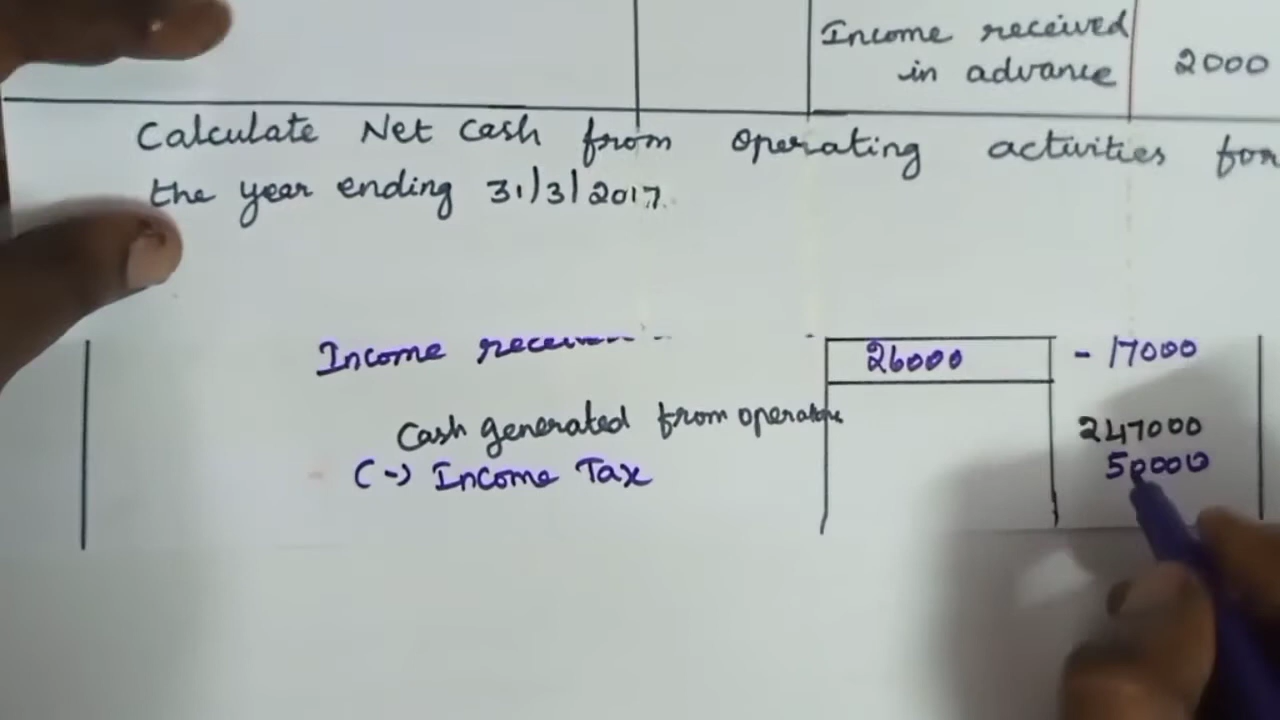 Income received
in advance 2000
Calculate Net cash from operating activities for
the year ending 31/3/2017.
Income 26000 - 17000
Cash generated from operations 247000
(-) Income Tax 50000